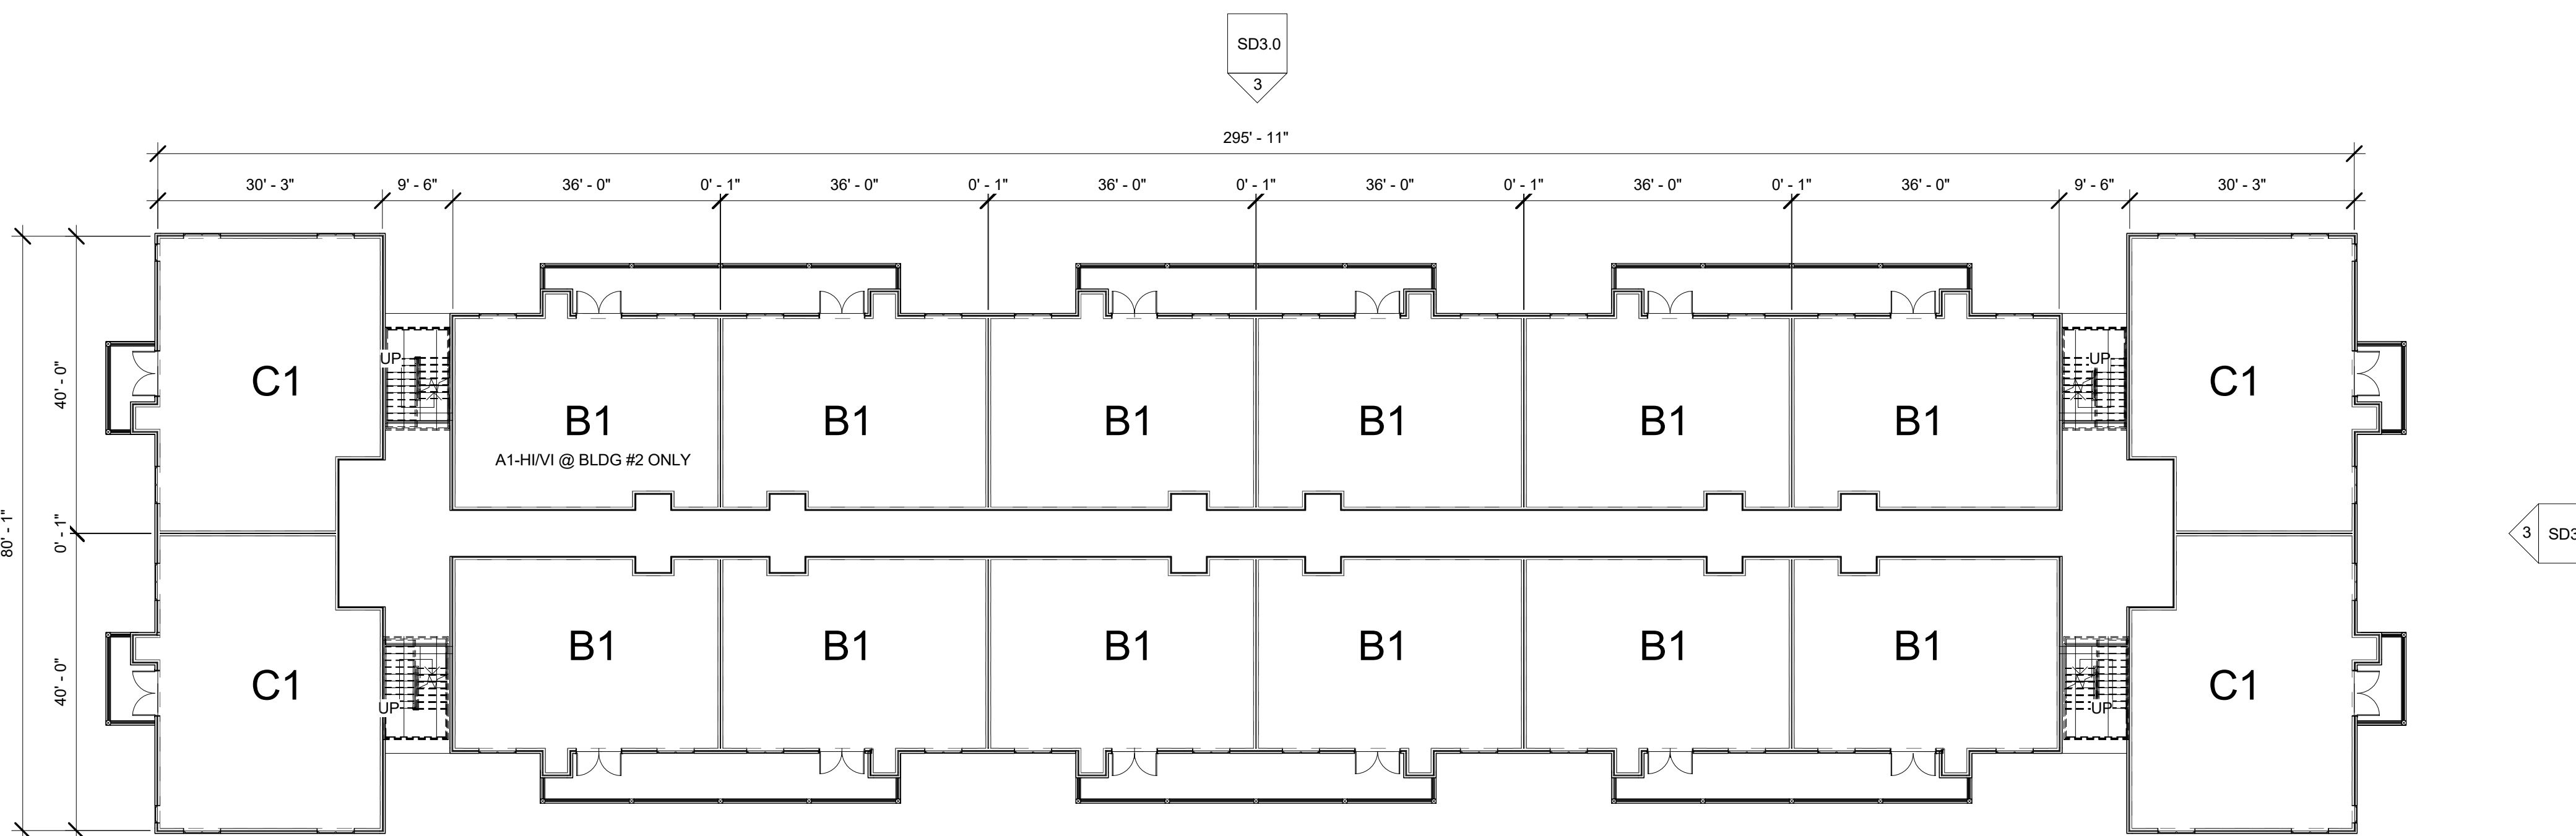 SD3.0
3
295' - 11"
30' - 3"
9' - 6"
36' - 0"
0' - 1"
36' - 0"
0' - 1"
36' - 0"
0' - 1"
36' - 0"
0' - 1"
36' - 0"
0' - 1"
36' - 0"
9' - 6"
30' - 3"
UP
UP
40' - 0"
C1
C1
B1
B1
B1
B1
B1
B1
A1-HI/VI @ BLDG #2 ONLY
80' - 1"
0' - 1"
3
SD3
B1
B1
B1
B1
B1
B1
40' - 0"
C1
C1
UP
UP